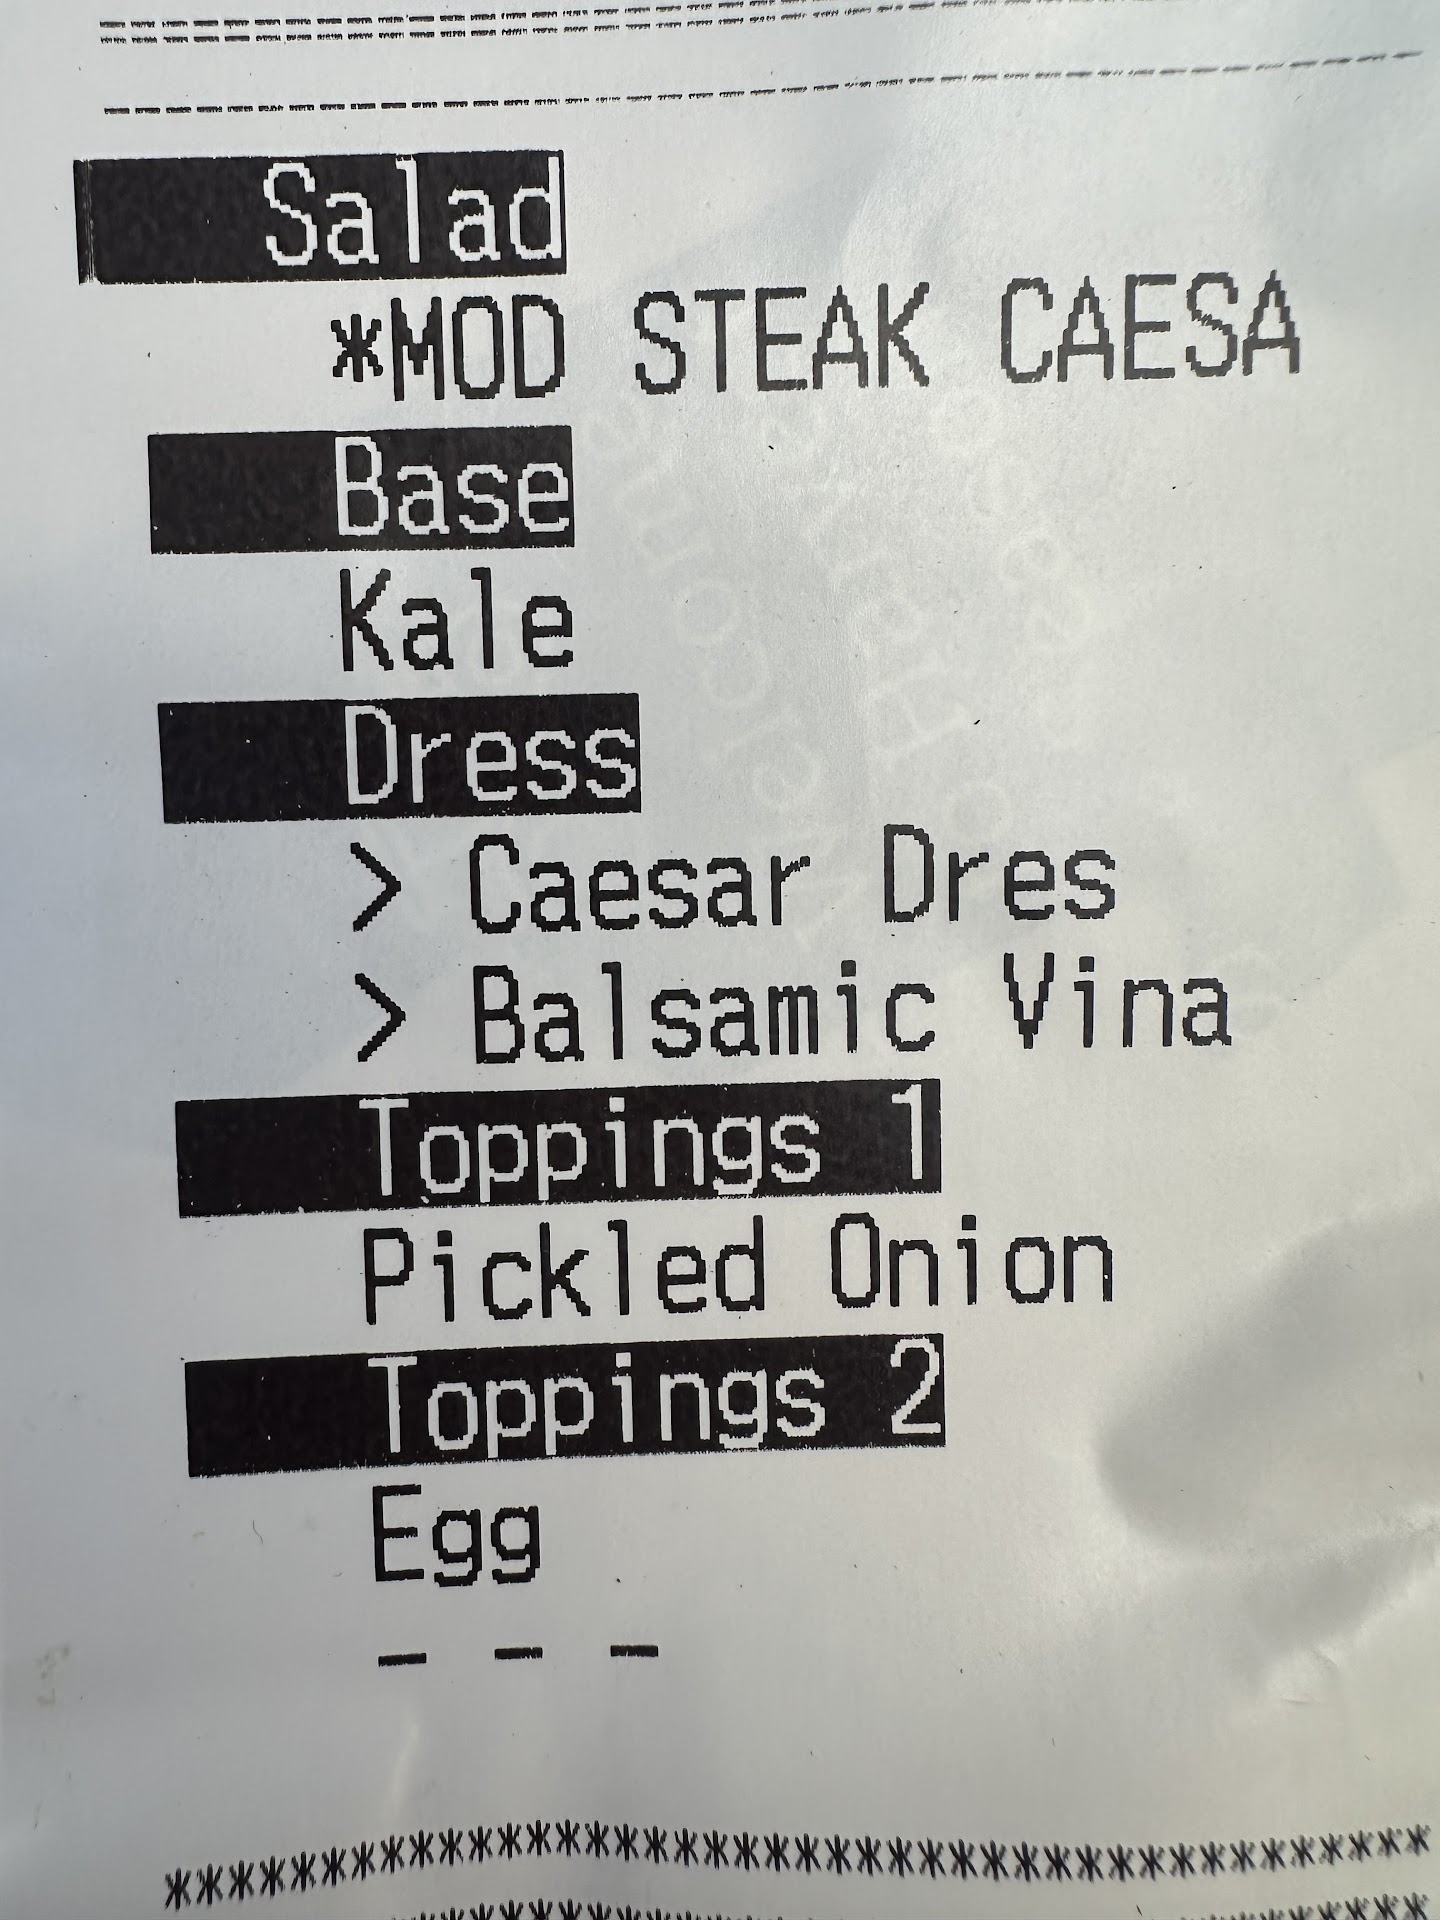 Salad
*MOD STEAK CAESA
Base
Kale
Dress
> Caesar Dres
> Balsamic Vina
Toppings 1
Pickled Onion
Toppings 2
Egg
- - -
******************************************